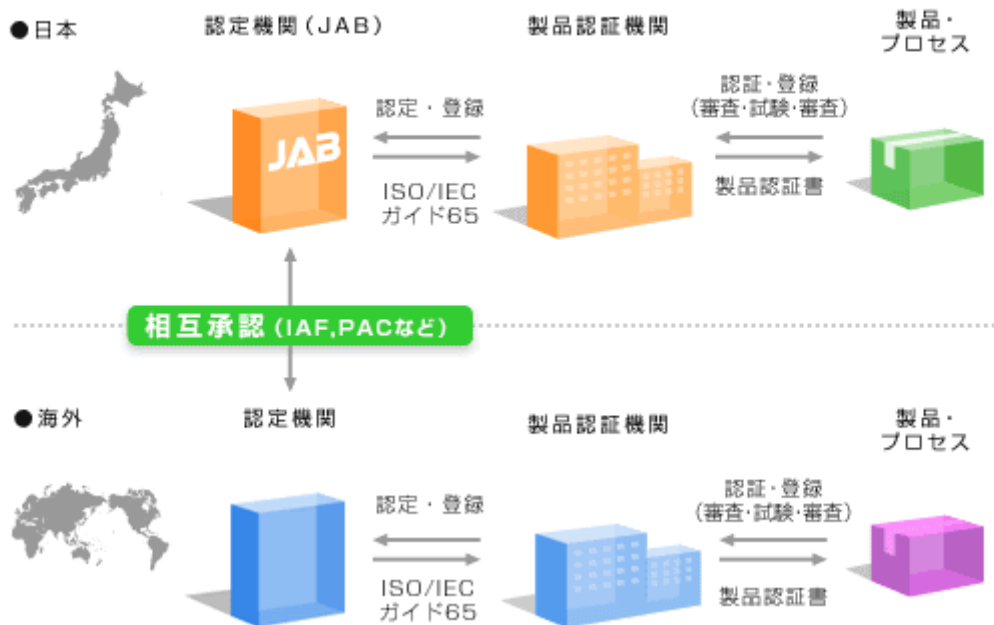 ●日本
認定機関(JAB)
製品認証機関
製品・
プロセス
JAB
認定・登録
ISO/IEC
ガイド65
認証・登録
(審査・試験・審査)
製品認証書
相互承認(IAF,PACなど)
●海外
認定機関
製品認証機関
製品・
プロセス
認定・登録
ISO/IEC
ガイド65
認証・登録
(審査・試験・審査)
製品認証書